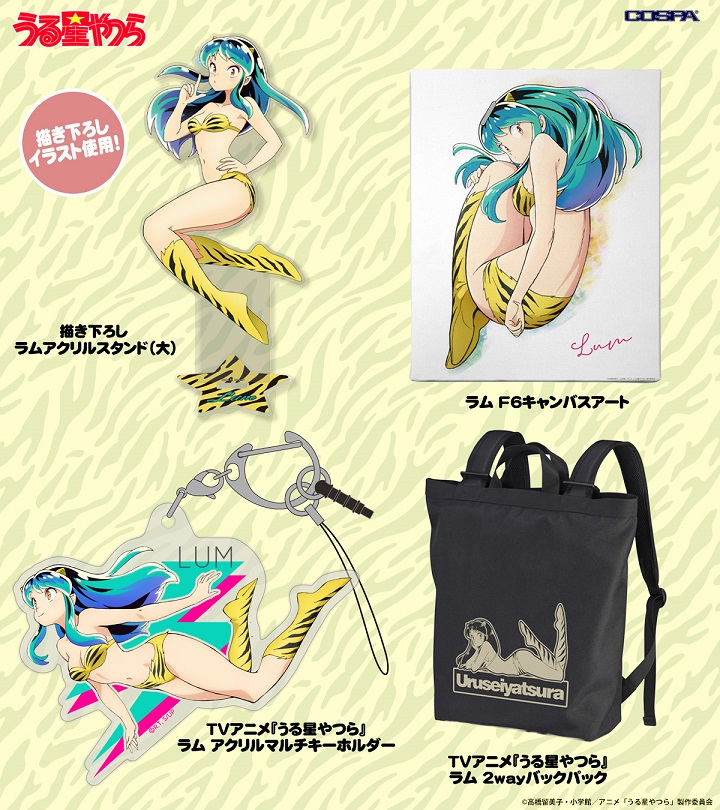 うる星やつら
COSPA
描き下ろし
イラスト使用!
描き下ろし
ラムアクリルスタンド(大)
Lum
ラム F6キャンバスアート
LUM
©R.T, S/UP
TVアニメ『うる星やつら』
ラム アクリルマルチキーホルダー
Uruseiyatsura
TVアニメ『うる星やつら』
ラム 2wayバックパック
©高橋留美子・小学館/アニメ「うる星やつら」製作委員会